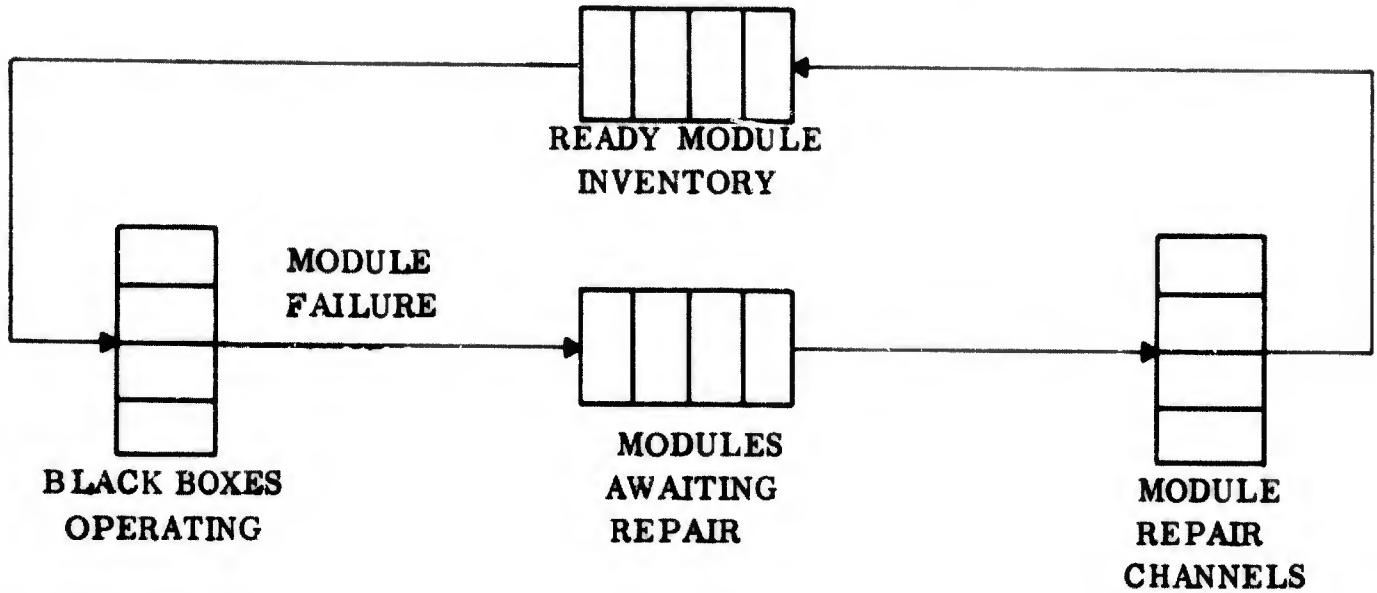 READY MODULE
INVENTORY
MODULE
FAILURE
BLACK BOXES
OPERATING
MODULES
AWAITING
REPAIR
MODULE
REPAIR
CHANNELS